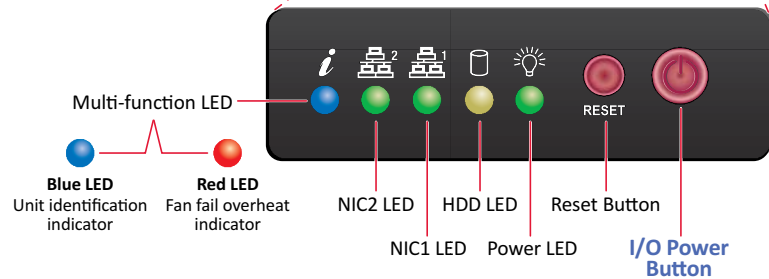 i
2
1
RESET
Multi-function LED
Blue LED
Unit identification
indicator
Red LED
Fan fail overheat
indicator
NIC2 LED
HDD LED
Reset Button
NIC1 LED
Power LED
I/O Power
Button